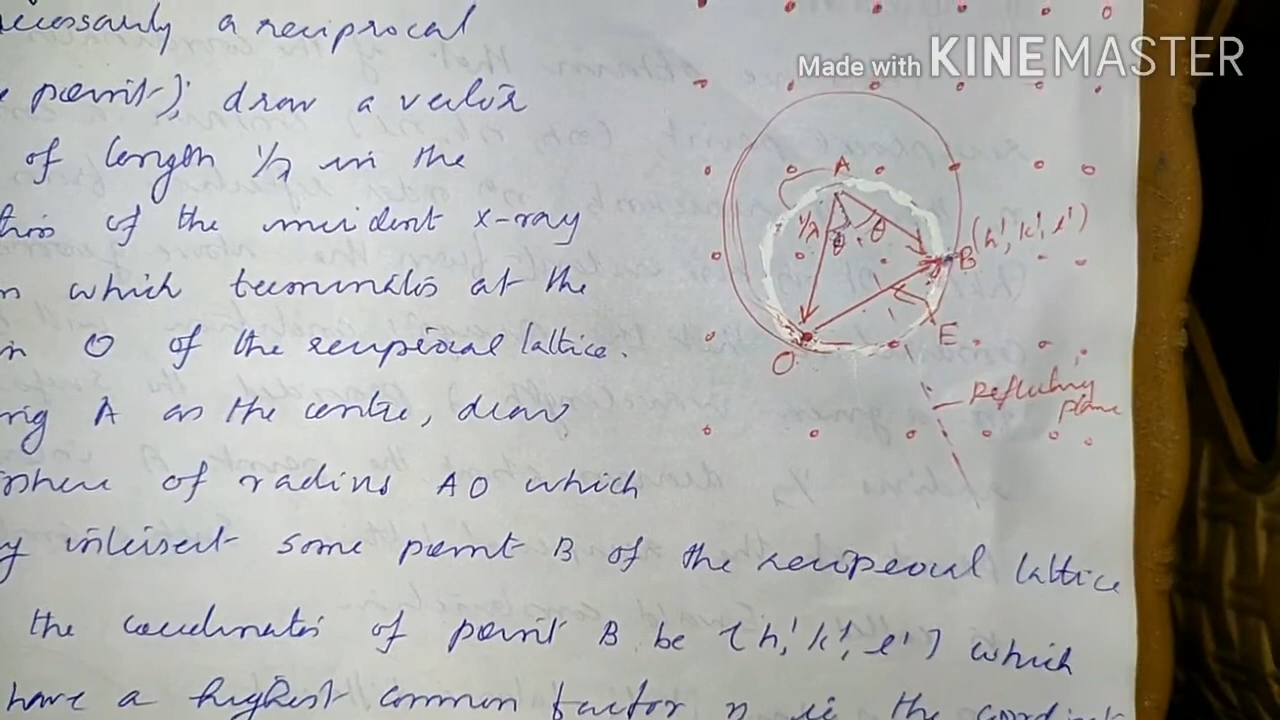 a reciprocal
Made with KINEMASTER
point); draw a vector
of length 1/λ in the
of the incident x-ray
which terminates at the
O of the reciprocal lattice.
A as the centre, draw
sphere of radius AO which
intersect some point B of the reciprocal lattice
the coordinates of point B be (h', k', l') which
have a highest common factor n ie the
A
1/λ θ θ
B (h', k', l')
E
O
Reflecting
plane